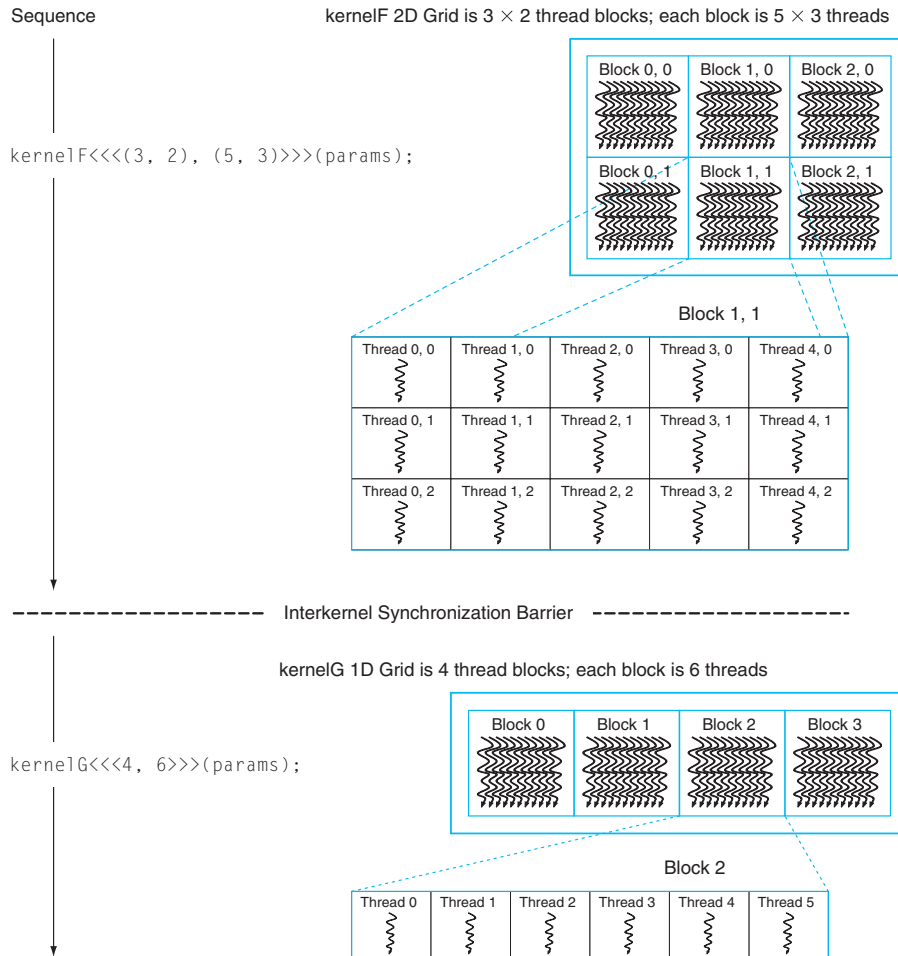 Sequence
kernelF 2D Grid is 3 × 2 thread blocks; each block is 5 × 3 threads
Block 0, 0 Block 1, 0 Block 2, 0
kernelF<<<(3, 2), (5, 3)>>>(params);
Block 0, 1 Block 1, 1 Block 2, 1
Block 1, 1
Thread 0, 0 Thread 1, 0 Thread 2, 0 Thread 3, 0 Thread 4, 0
Thread 0, 1 Thread 1, 1 Thread 2, 1 Thread 3, 1 Thread 4, 1
Thread 0, 2 Thread 1, 2 Thread 2, 2 Thread 3, 2 Thread 4, 2
Interkernel Synchronization Barrier
kernelG 1D Grid is 4 thread blocks; each block is 6 threads
Block 0 Block 1 Block 2 Block 3
kernelG<<<4, 6>>>(params);
Block 2
Thread 0 Thread 1 Thread 2 Thread 3 Thread 4 Thread 5